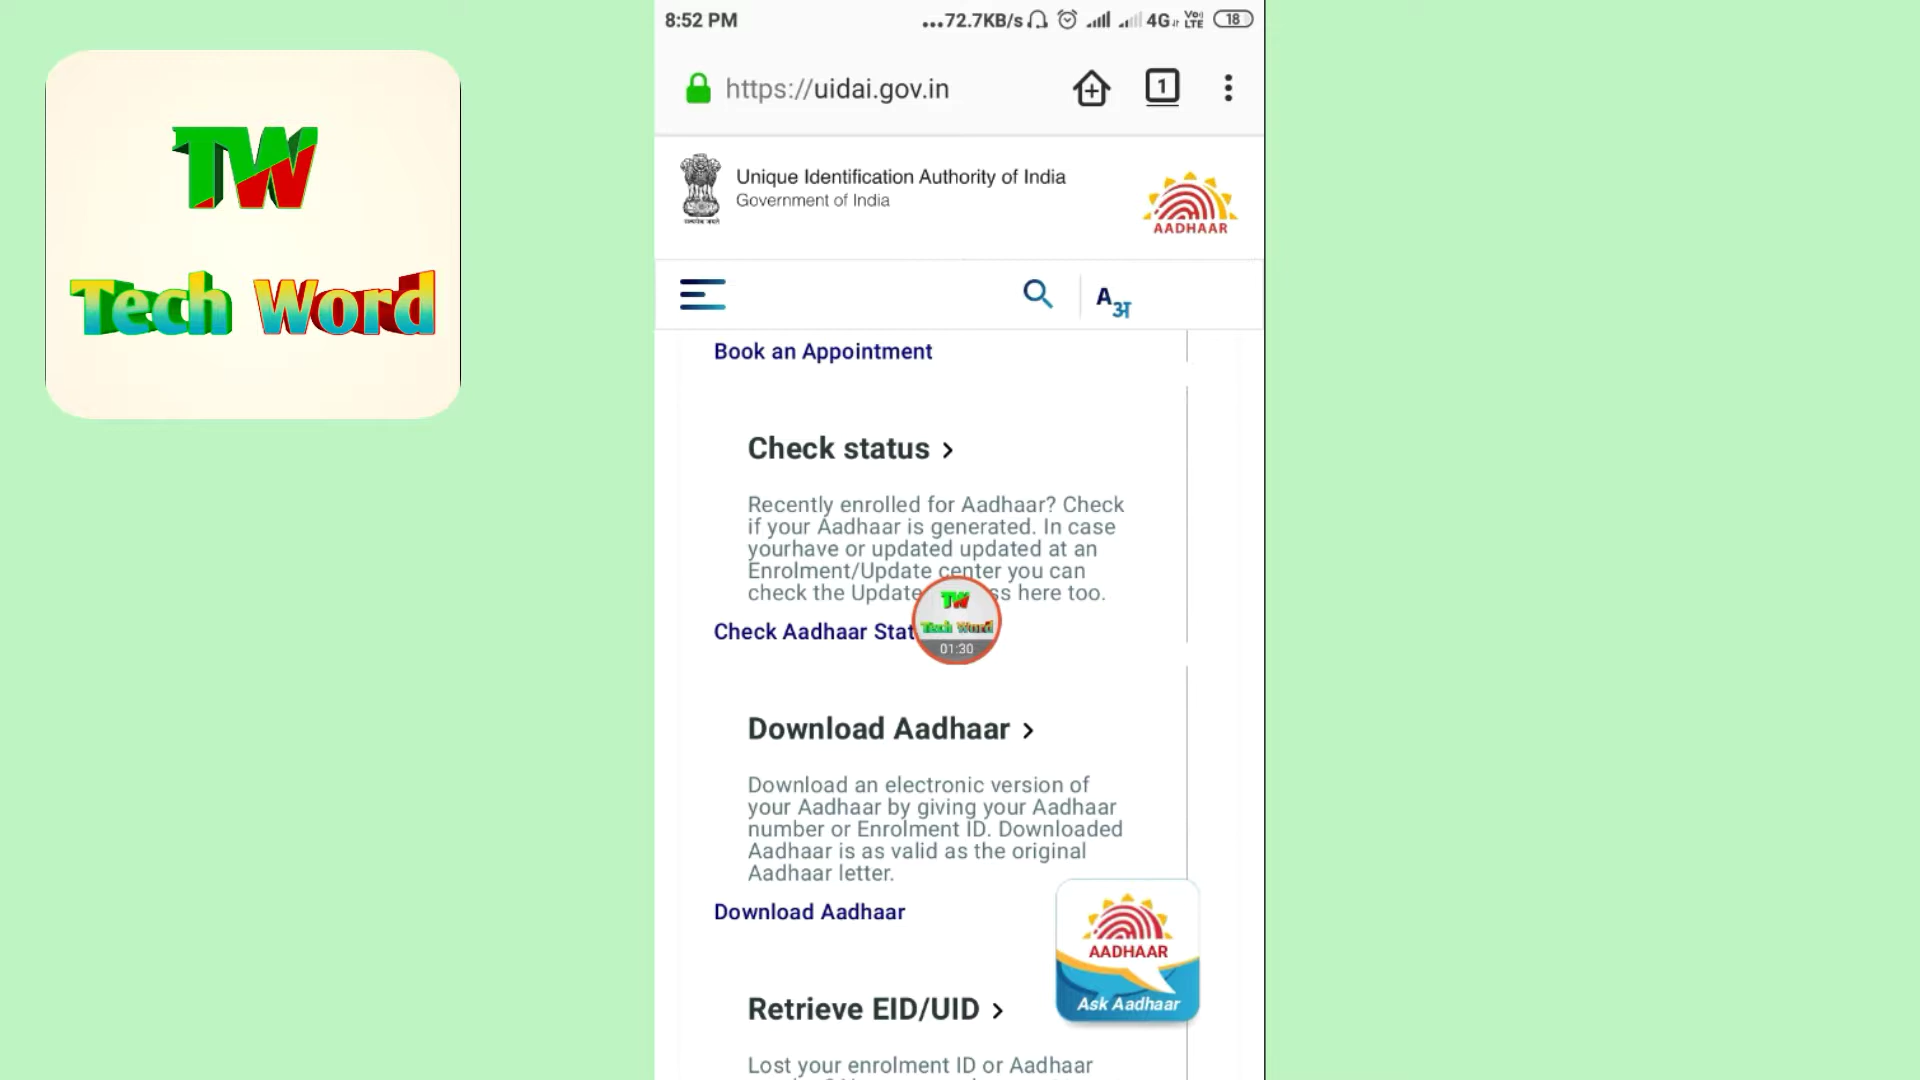 8:52 PM
...72.7KB/s 4G Vo) LTE 18
TW
Tech Word
https://uidai.gov.in
1
Unique Identification Authority of India
Government of India
सत्यमेव जयते
AADHAAR
A अ
Book an Appointment
Check status >
Recently enrolled for Aadhaar? Check
if your Aadhaar is generated. In case
yourhave or updated updated at an
Enrolment/Update center you can
check the Update ss here too.
Check Aadhaar Stat
TW
Tech Word
01:30
Download Aadhaar >
Download an electronic version of
your Aadhaar by giving your Aadhaar
number or Enrolment ID. Downloaded
Aadhaar is as valid as the original
Aadhaar letter.
Download Aadhaar
AADHAAR
Ask Aadhaar
Retrieve EID/UID >
Lost your enrolment ID or Aadhaar